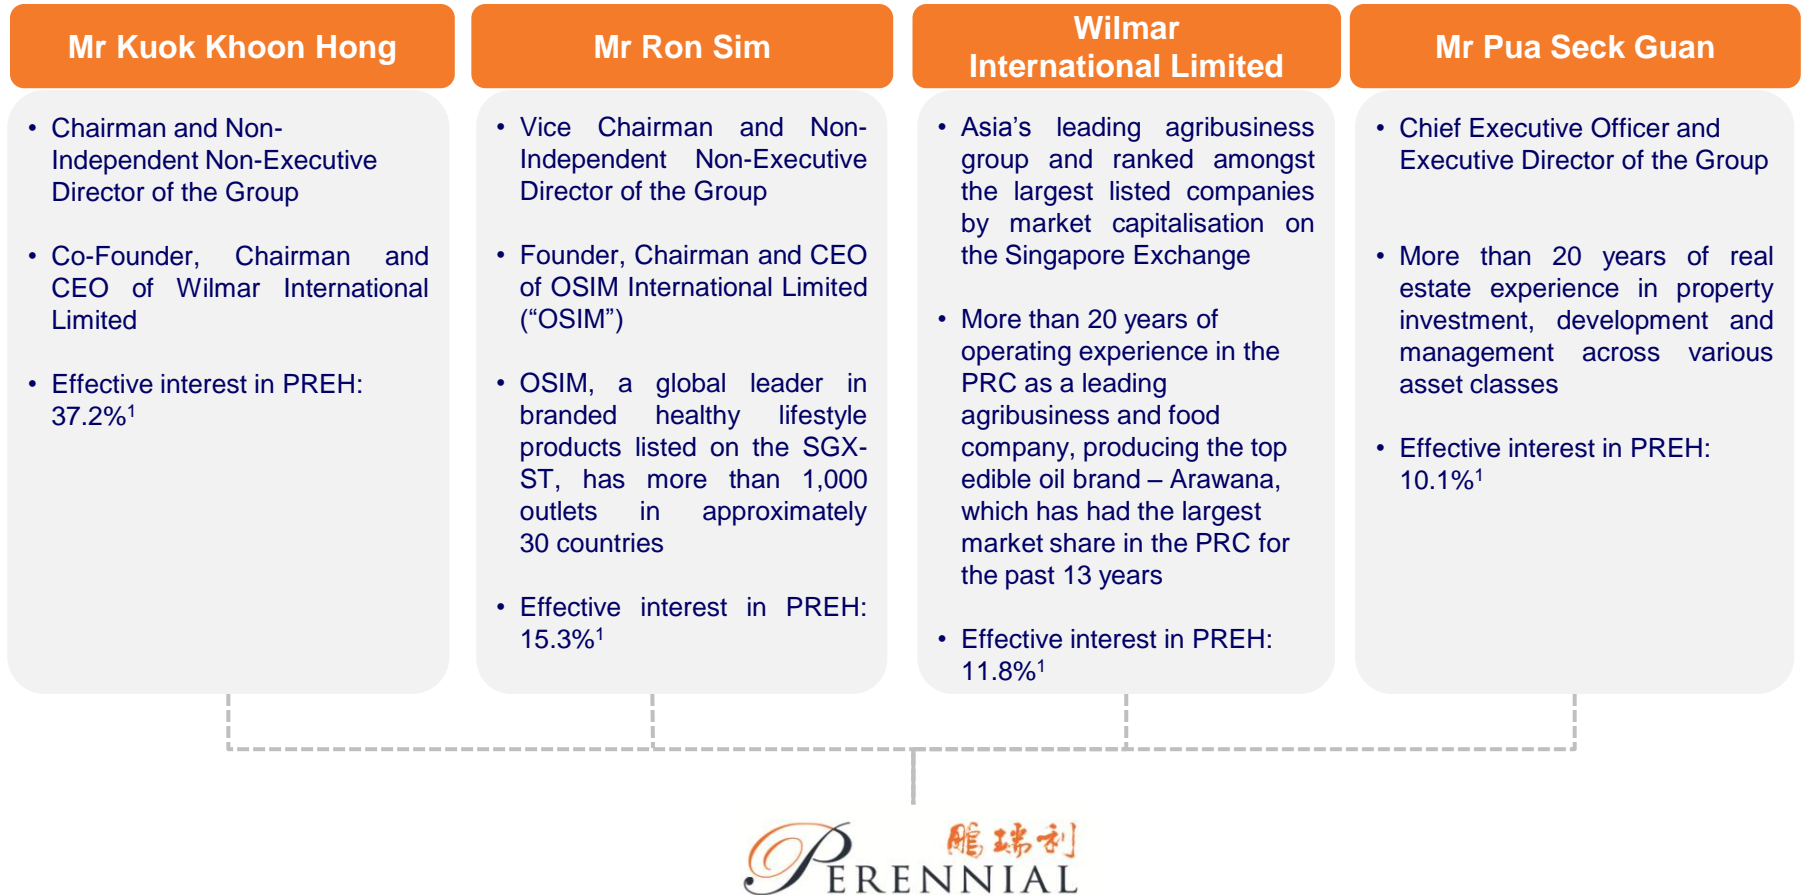 Mr Kuok Khoon Hong
• Chairman and Non-
Independent Non-Executive
Director of the Group
• Co-Founder, Chairman and
CEO of Wilmar International
Limited
• Effective interest in PREH:
37.2%¹
Mr Ron Sim
• Vice Chairman and Non-
Independent Non-Executive
Director of the Group
• Founder, Chairman and CEO
of OSIM International Limited
(“OSIM”)
• OSIM, a global leader in
branded healthy lifestyle
products listed on the SGX-
ST, has more than 1,000
outlets in approximately
30 countries
• Effective interest in PREH:
15.3%¹
Wilmar
International Limited
• Asia’s leading agribusiness
group and ranked amongst
the largest listed companies
by market capitalisation on
the Singapore Exchange
• More than 20 years of
operating experience in the
PRC as a leading
agribusiness and food
company, producing the top
edible oil brand – Arawana,
which has had the largest
market share in the PRC for
the past 13 years
• Effective interest in PREH:
11.8%¹
Mr Pua Seck Guan
• Chief Executive Officer and
Executive Director of the Group
• More than 20 years of real
estate experience in property
investment, development and
management across various
asset classes
• Effective interest in PREH:
10.1%¹
鹏瑞利
PERENNIAL